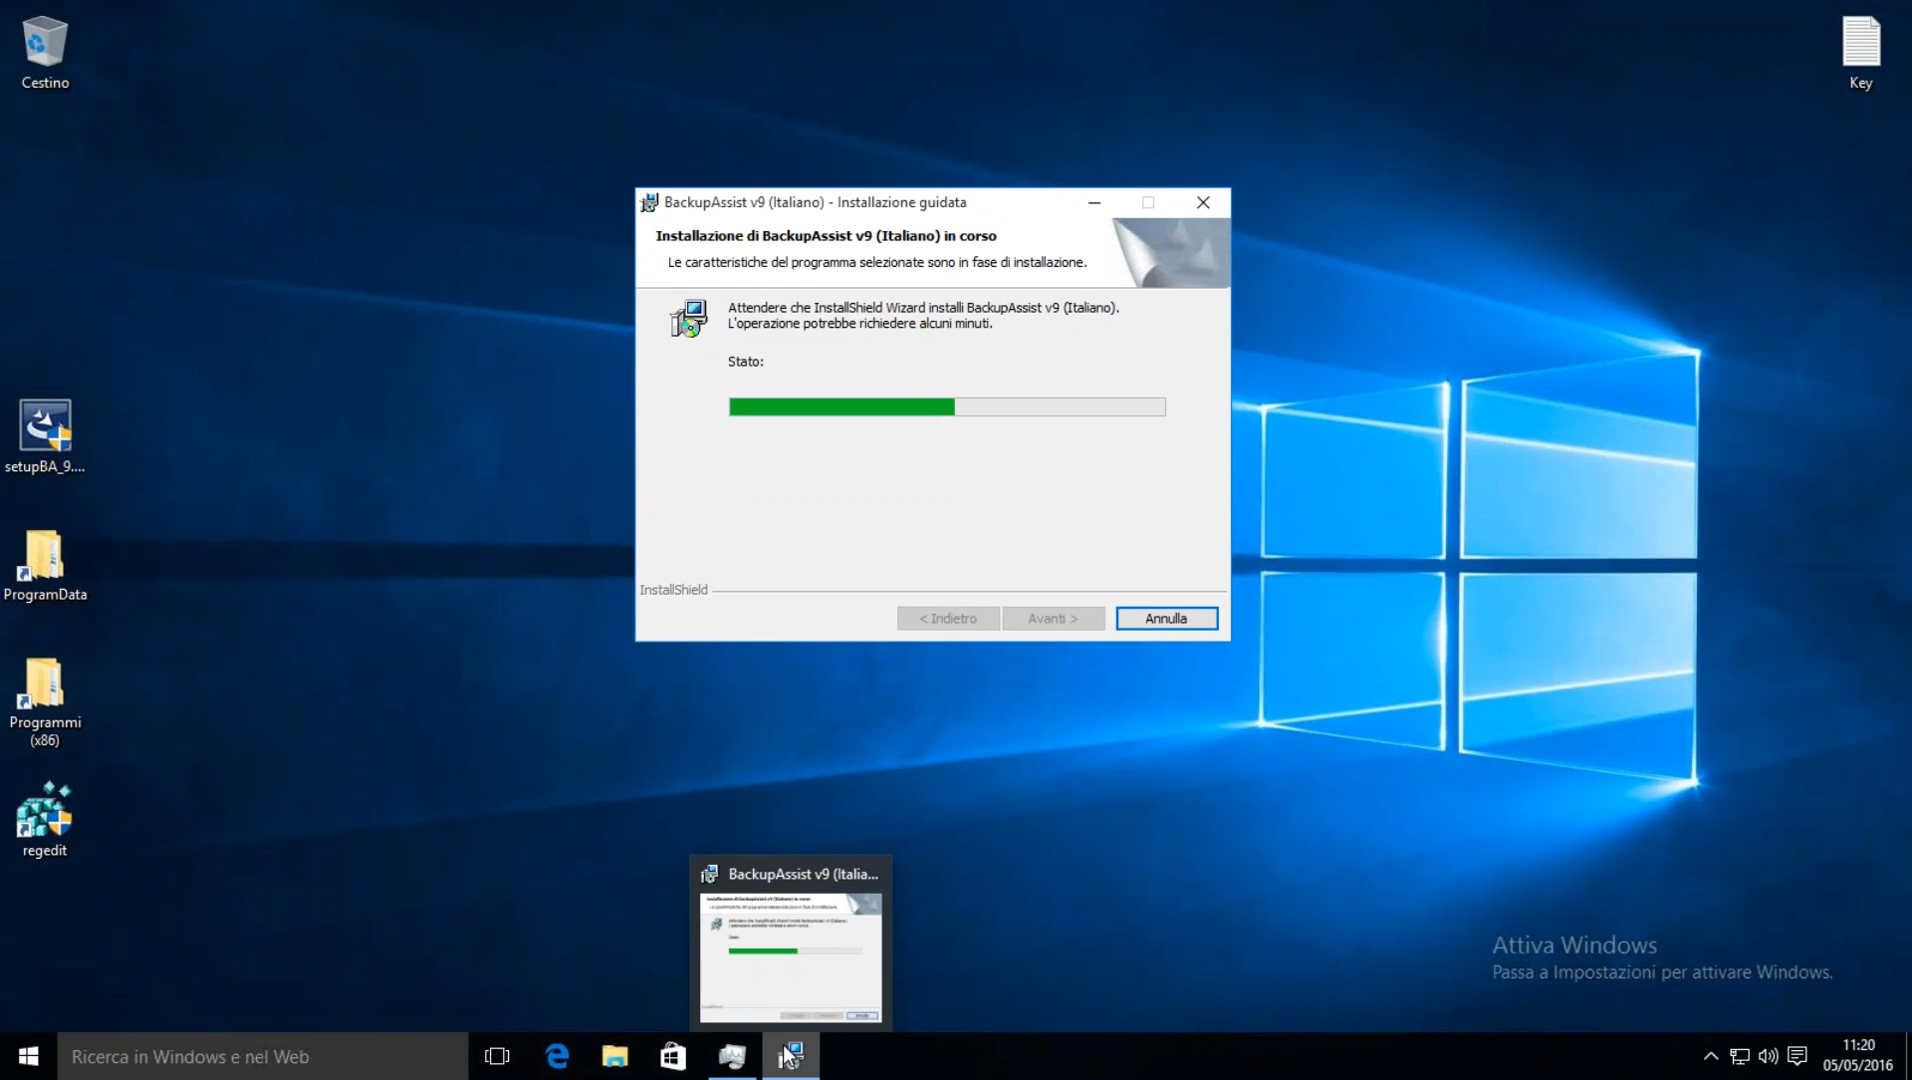 Cestino
Key
BackupAssist v9 (Italiano) - Installazione guidata
Installazione di BackupAssist v9 (Italiano) in corso
Le caratteristiche del programma selezionate sono in fase di installazione.
Attendere che InstallShield Wizard installi BackupAssist v9 (Italiano).
L'operazione potrebbe richiedere alcuni minuti.
Stato:
InstallShield
< Indietro
Avanti >
Annulla
setupBA_9....
ProgramData
Programmi
(x86)
regedit
BackupAssist v9 (Italia...
Attiva Windows
Passa a Impostazioni per attivare Windows.
Ricerca in Windows e nel Web
11:20
05/05/2016